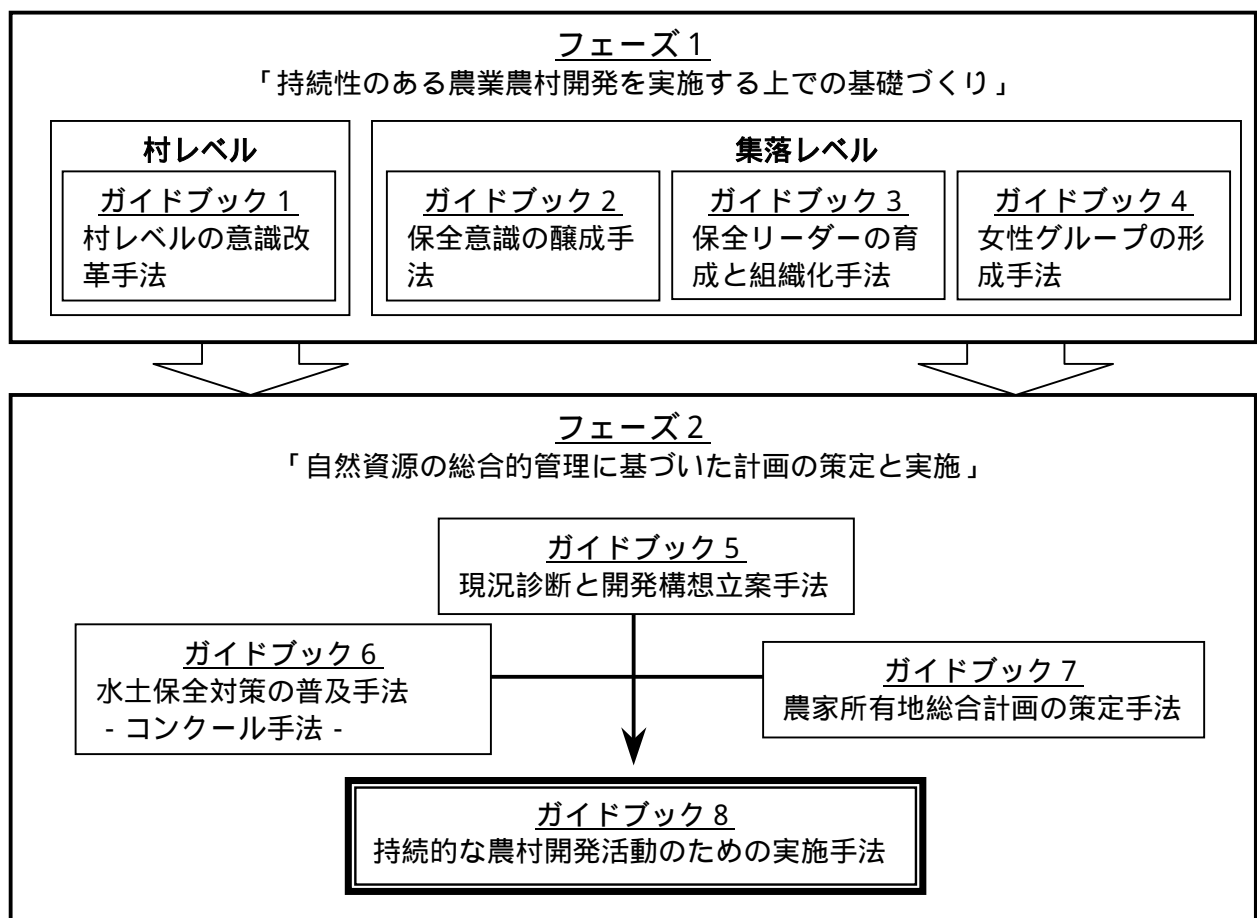 フェーズ 1
「持続性のある農業農村開発を実施する上での基礎づくり」
村レベル
ガイドブック 1
村レベルの意識改
革手法
集落レベル
ガイドブック 2
保全意識の醸成手
法
ガイドブック 3
保全リーダーの育
成と組織化手法
ガイドブック 4
女性グループの形
成手法
フェーズ 2
「自然資源の総合的管理に基づいた計画の策定と実施」
ガイドブック 5
現況診断と開発構想立案手法
ガイドブック 6
水土保全対策の普及手法
- コンクール手法 -
ガイドブック 7
農家所有地総合計画の策定手法
ガイドブック 8
持続的な農村開発活動のための実施手法